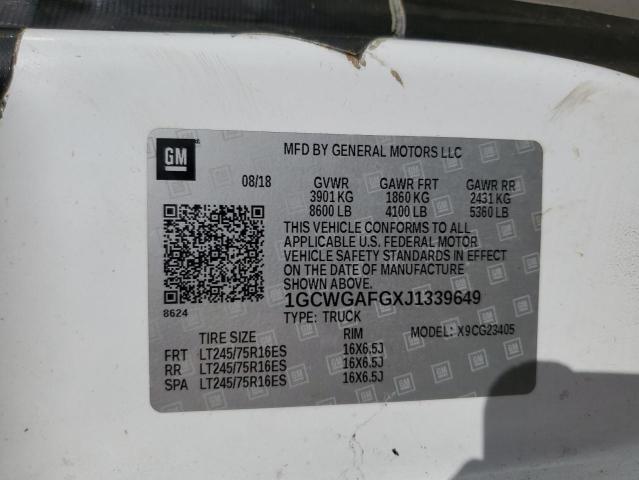 GM
MFD BY GENERAL MOTORS LLC
08/18 GVWR GAWR FRT GAWR RR
3901 KG 1860 KG 2431 KG
8600 LB 4100 LB 5360 LB
THIS VEHICLE CONFORMS TO ALL
APPLICABLE U.S. FEDERAL MOTOR
VEHICLE SAFETY STANDARDS IN EFFECT
ON THE DATE OF MANUFACTURE
SHOWN ABOVE.
1GCWGAFGXJ1339649
8624
TYPE: TRUCK
TIRE SIZE RIM MODEL: X9CG23405
FRT LT245/75R16ES 16X6.5J
RR LT245/75R16ES 16X6.5J
SPA LT245/75R16ES 16X6.5J